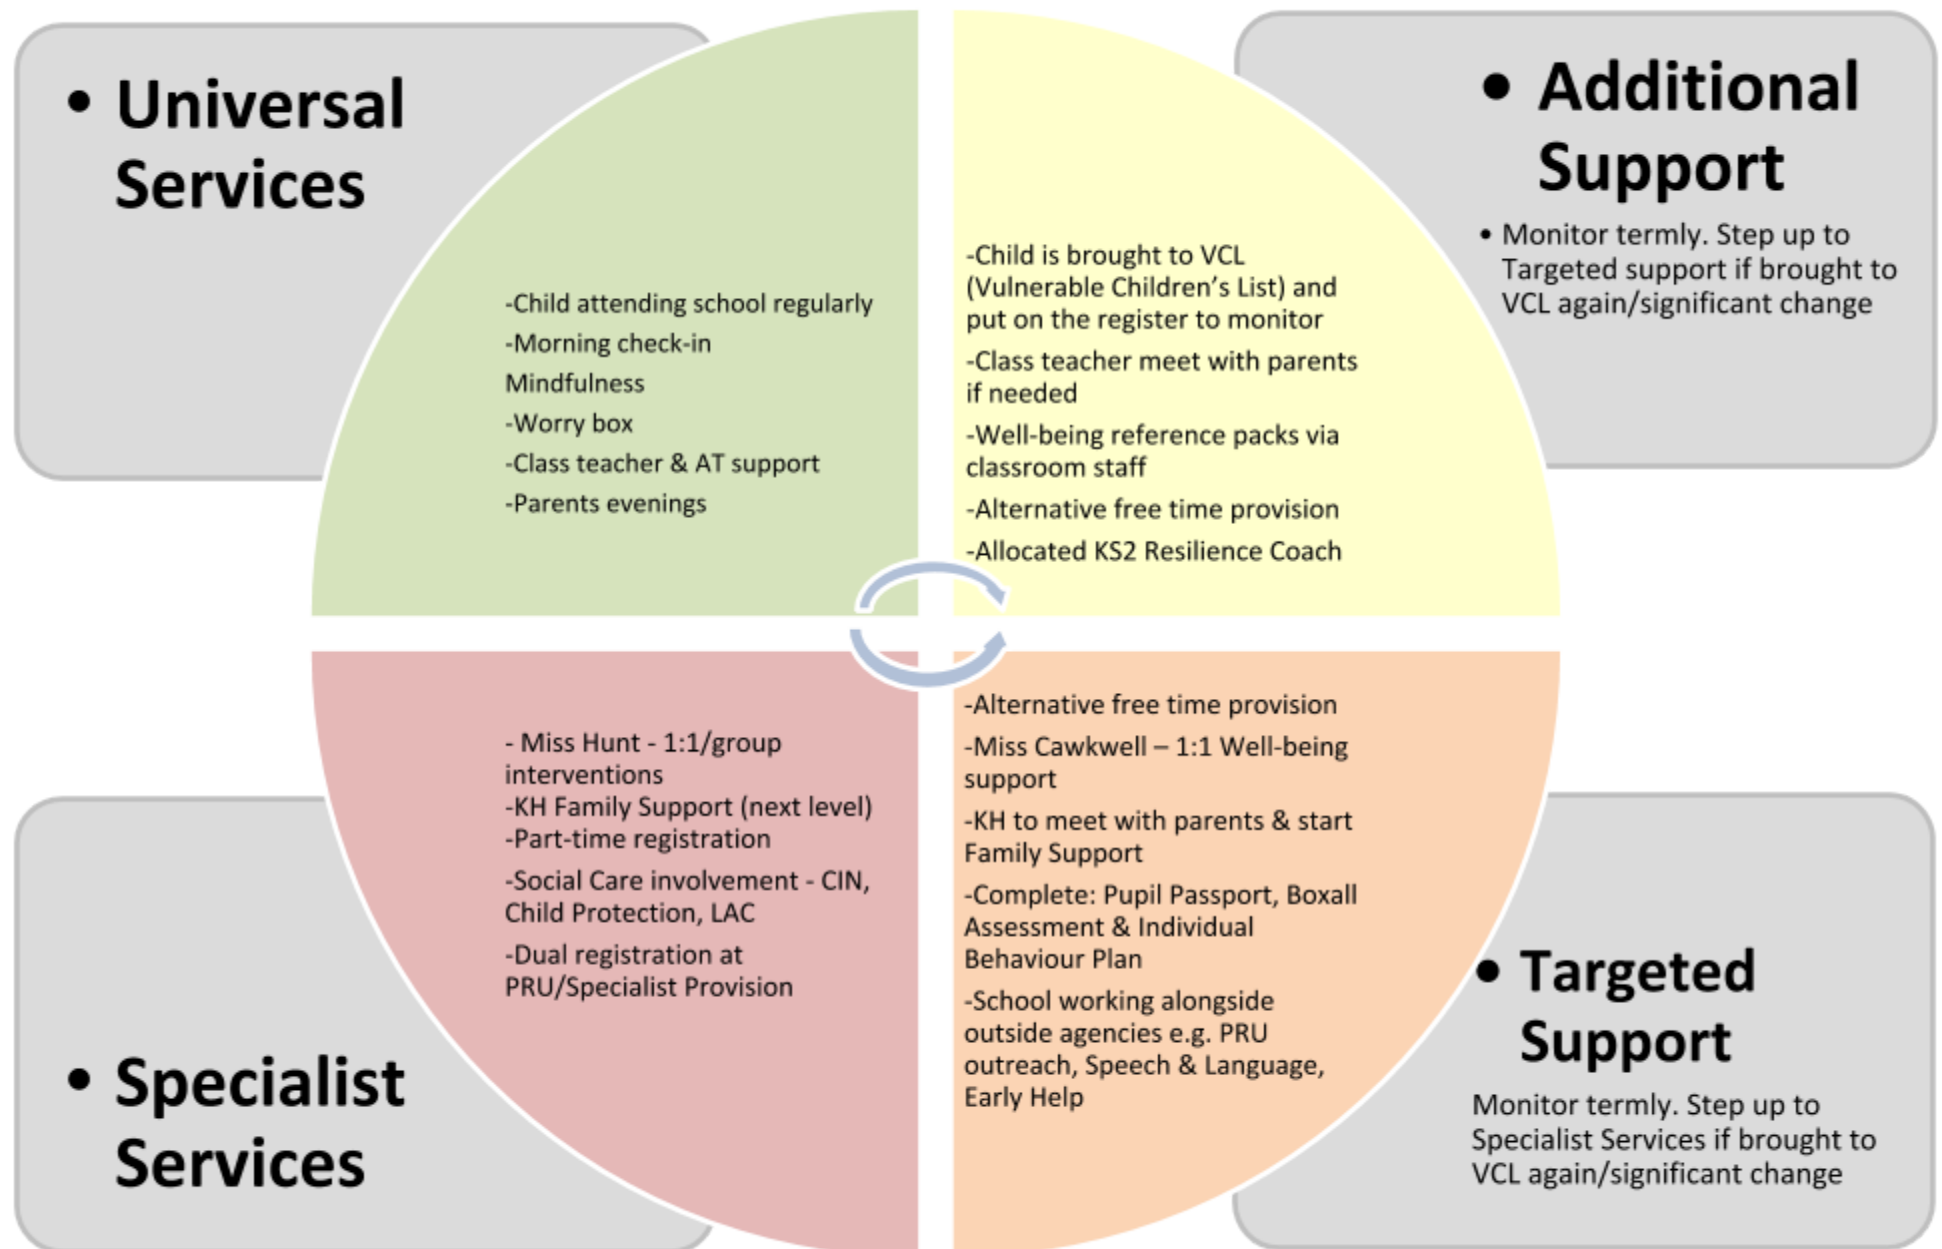 • Universal
Services
-Child attending school regularly
-Morning check-in
Mindfulness
-Worry box
-Class teacher & AT support
-Parents evenings
• Additional
Support
• Monitor termly. Step up to
Targeted support if brought to
VCL again/significant change
-Child is brought to VCL
(Vulnerable Children’s List) and
put on the register to monitor
-Class teacher meet with parents
if needed
-Well-being reference packs via
classroom staff
-Alternative free time provision
-Allocated KS2 Resilience Coach
• Specialist
Services
- Miss Hunt - 1:1/group
interventions
-KH Family Support (next level)
-Part-time registration
-Social Care involvement - CIN,
Child Protection, LAC
-Dual registration at
PRU/Specialist Provision
-Alternative free time provision
-Miss Cawkwell – 1:1 Well-being
support
-KH to meet with parents & start
Family Support
-Complete: Pupil Passport, Boxall
Assessment & Individual
Behaviour Plan
-School working alongside
outside agencies e.g. PRU
outreach, Speech & Language,
Early Help
• Targeted
Support
Monitor termly. Step up to
Specialist Services if brought to
VCL again/significant change